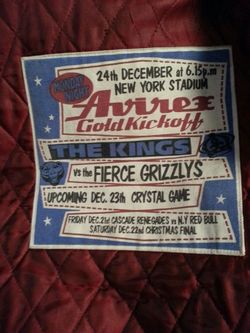 MONDAY
NIGHT
24th DECEMBER at 6.15p.m
NEW YORK STADIUM
Avirex
Gold Kickoff
THE KINGS
vs the FIERCE GRIZZLYS
UPCOMING DEC. 23th CRYSTAL GAME
FRIDAY DEC. 21st CASCADE RENEGADES vs N.Y RED BULL
SATURDAY DEC. 22nd CHRISTMAS FINAL